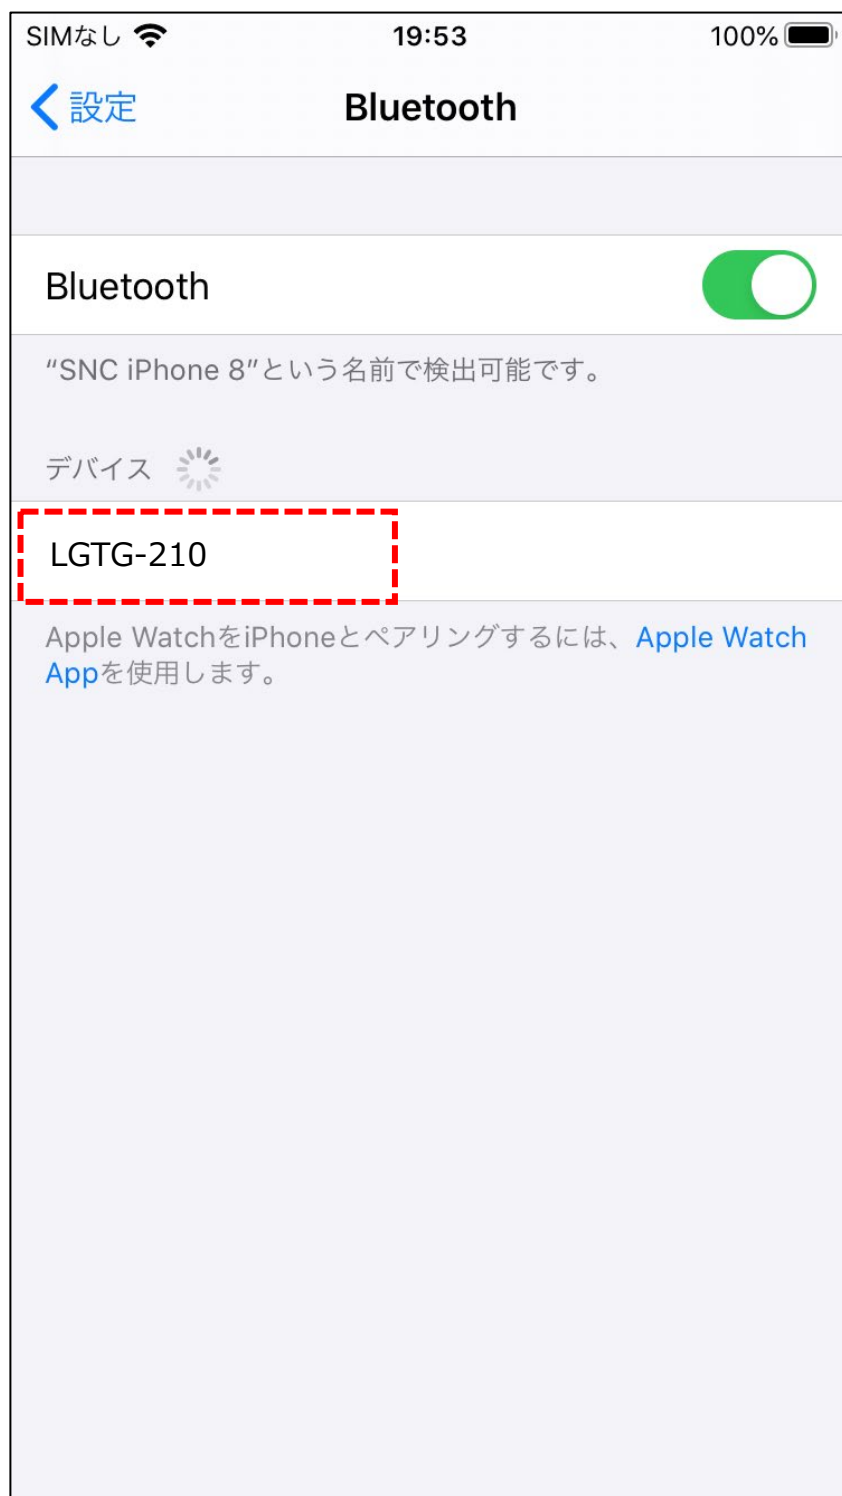 SIMなし 19:53 100%
設定 Bluetooth
Bluetooth
“SNC iPhone 8”という名前で検出可能です。
デバイス
LGTG-210
Apple WatchをiPhoneとペアリングするには、Apple Watch
Appを使用します。